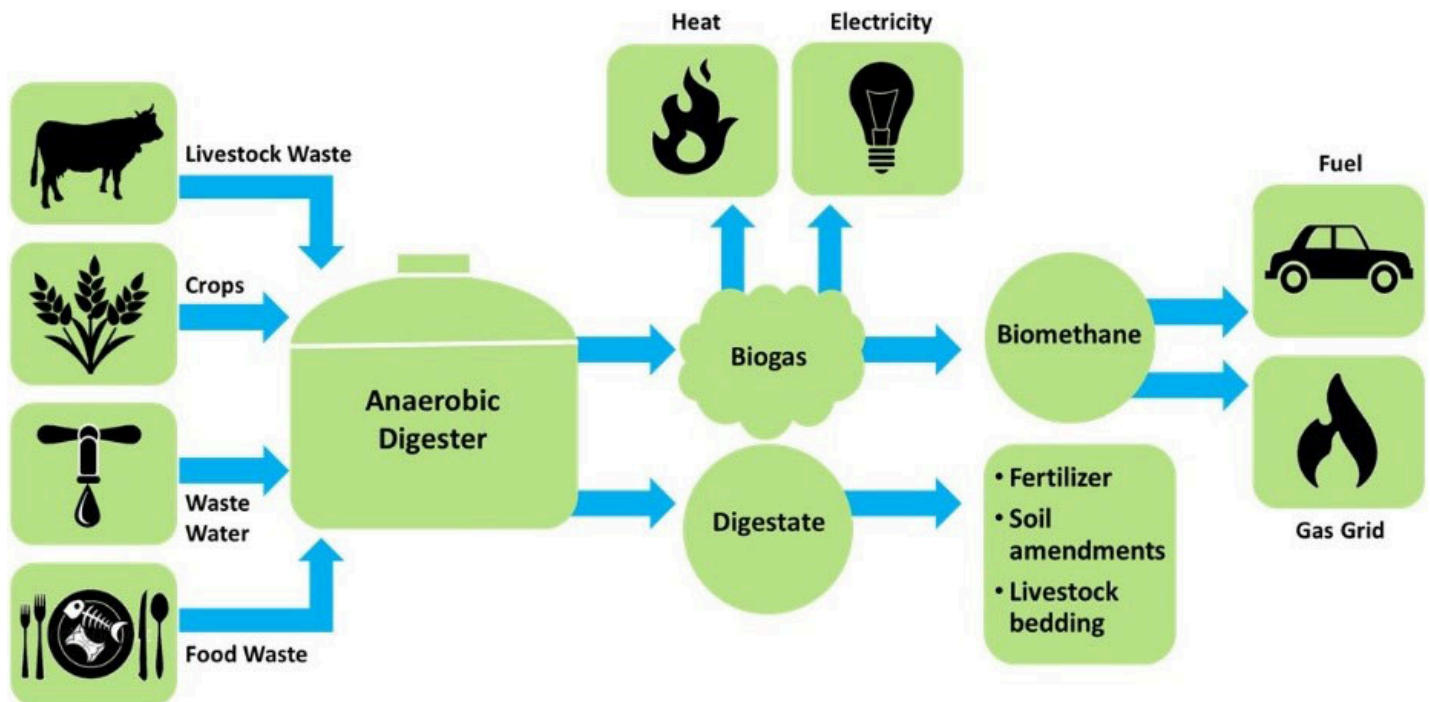 Heat
Electricity
Livestock Waste
Crops
Waste
Water
Food Waste
Anaerobic
Digester
Biogas
Digestate
Biomethane
• Fertilizer
• Soil
amendments
• Livestock
bedding
Fuel
Gas Grid